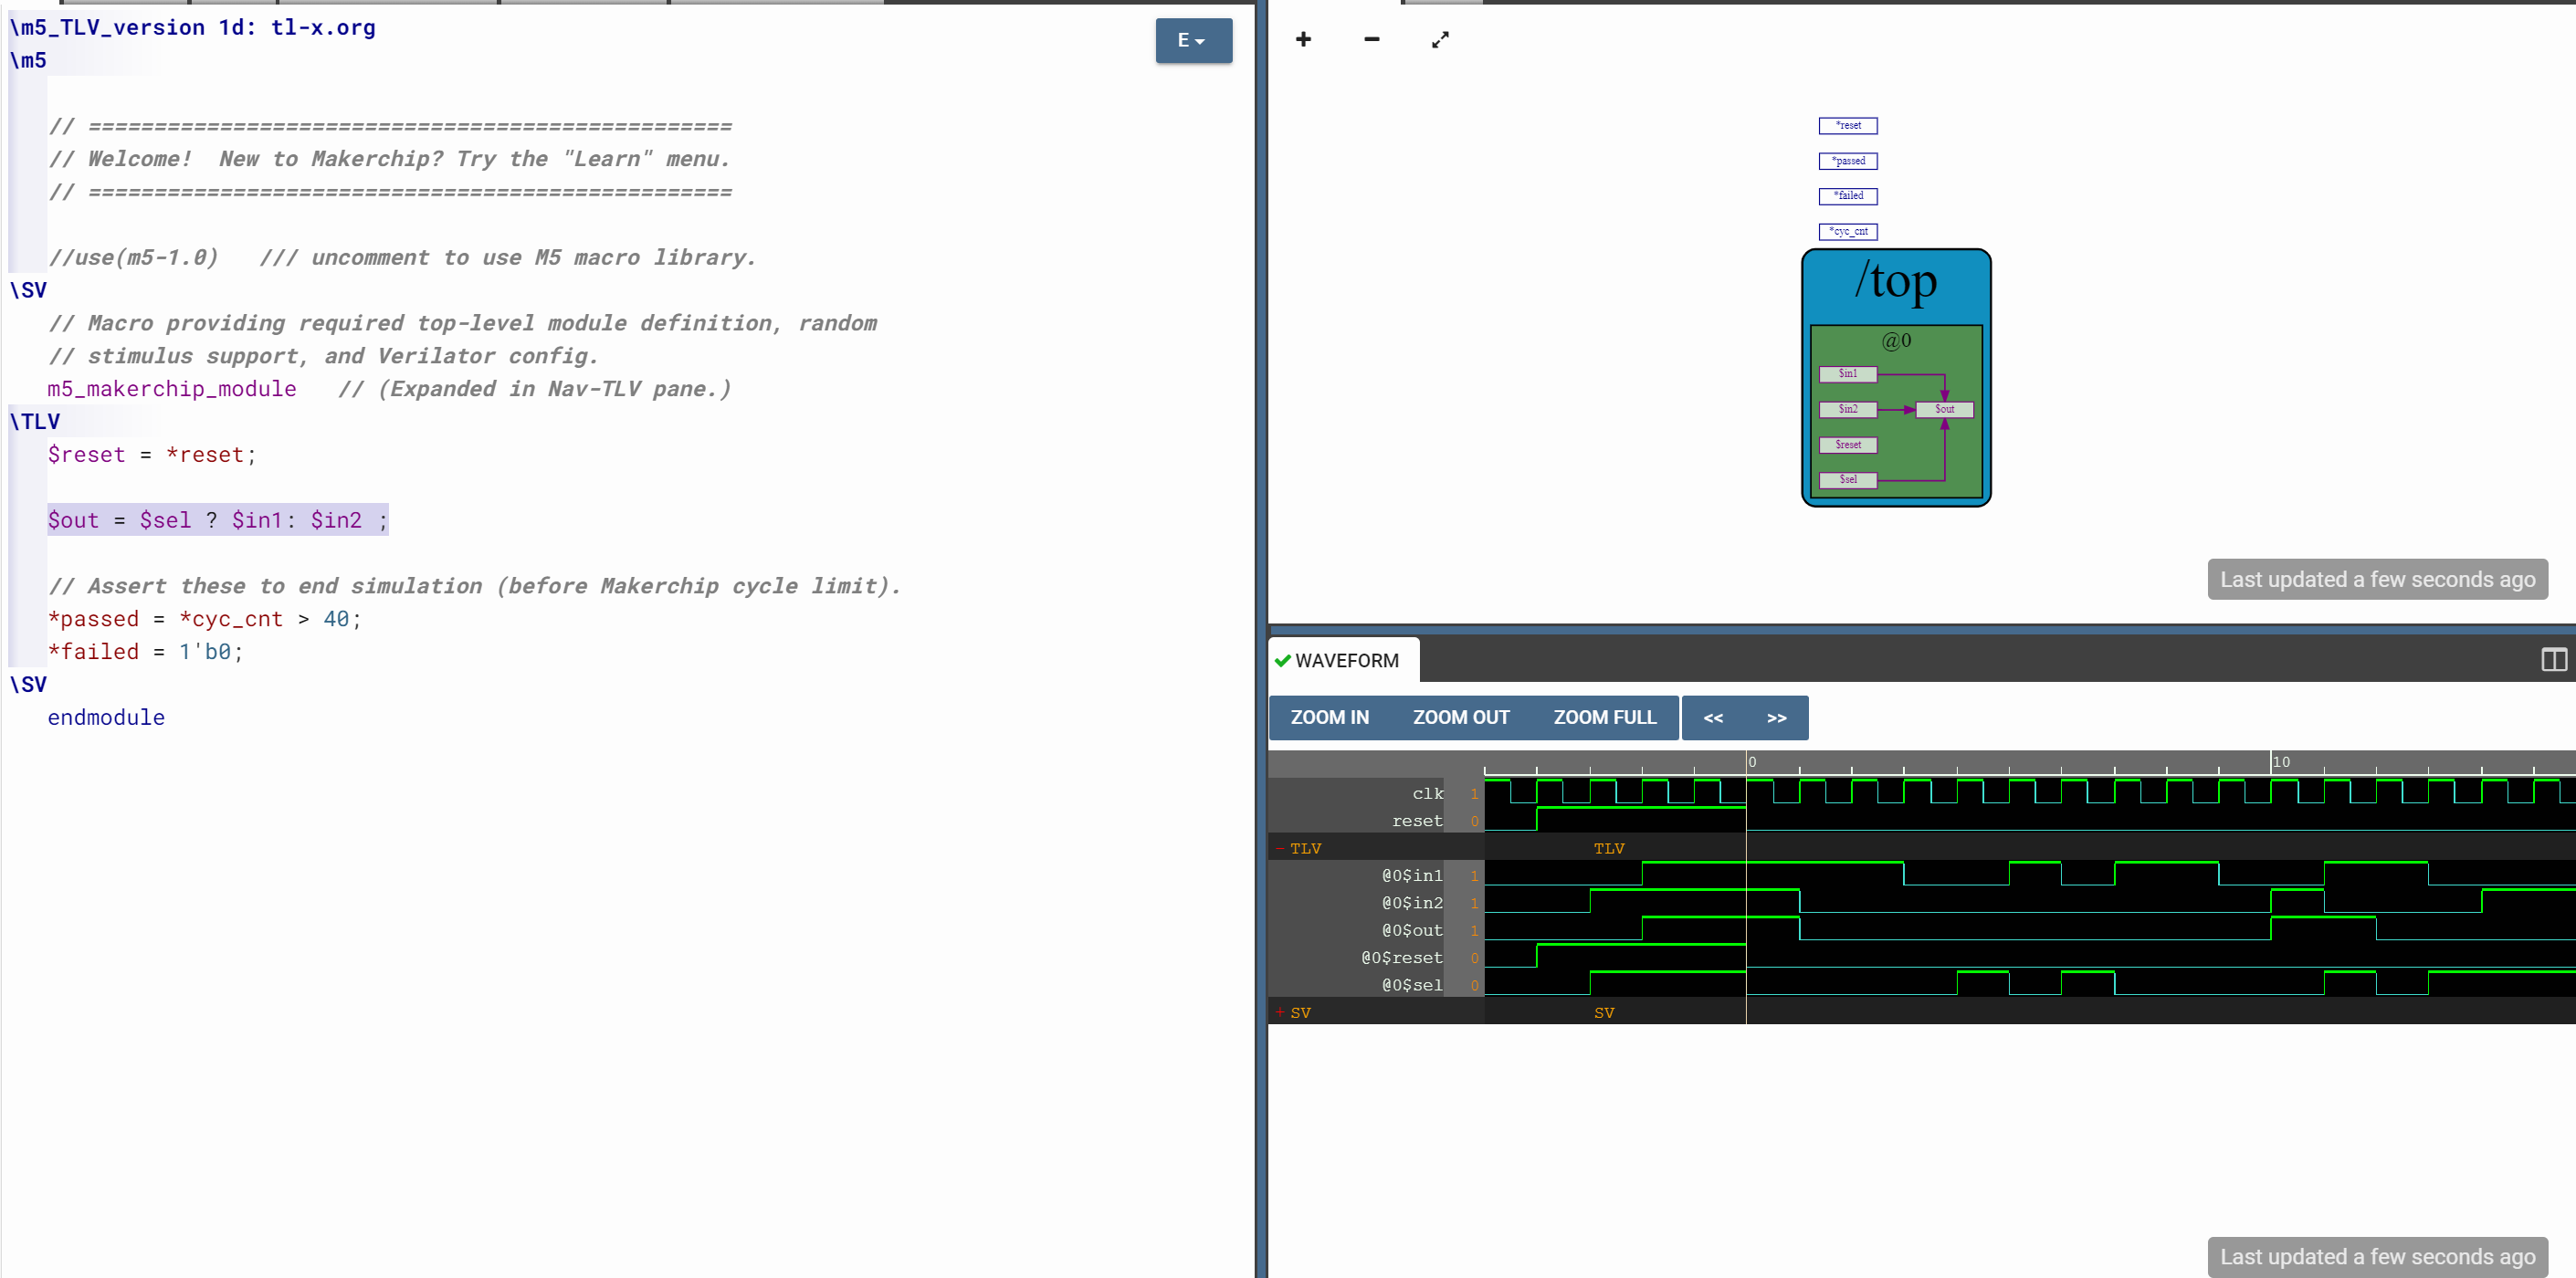 \m5_TLV_version 1d: tl-x.org
\m5
// =================================================
// Welcome!  New to Makerchip? Try the "Learn" menu.
// =================================================
//use(m5-1.0)   /// uncomment to use M5 macro library.
\SV
// Macro providing required top-level module definition, random
// stimulus support, and Verilator config.
m5_makerchip_module   // (Expanded in Nav-TLV pane.)
\TLV
$reset = *reset;
$out = $sel ? $in1: $in2 ;
// Assert these to end simulation (before Makerchip cycle limit).
*passed = *cyc_cnt > 40;
*failed = 1'b0;
\SV
endmodule
E
*reset
*passed
*failed
*cyc_cnt
/top
@0
$in1
$in2
$out
$reset
$sel
Last updated a few seconds ago
WAVEFORM
ZOOM IN ZOOM OUT ZOOM FULL << >>
0 10
clk 1
reset 0
- TLV TLV
@0$in1 1
@0$in2 1
@0$out 1
@0$reset 0
@0$sel 0
+ SV SV
Last updated a few seconds ago